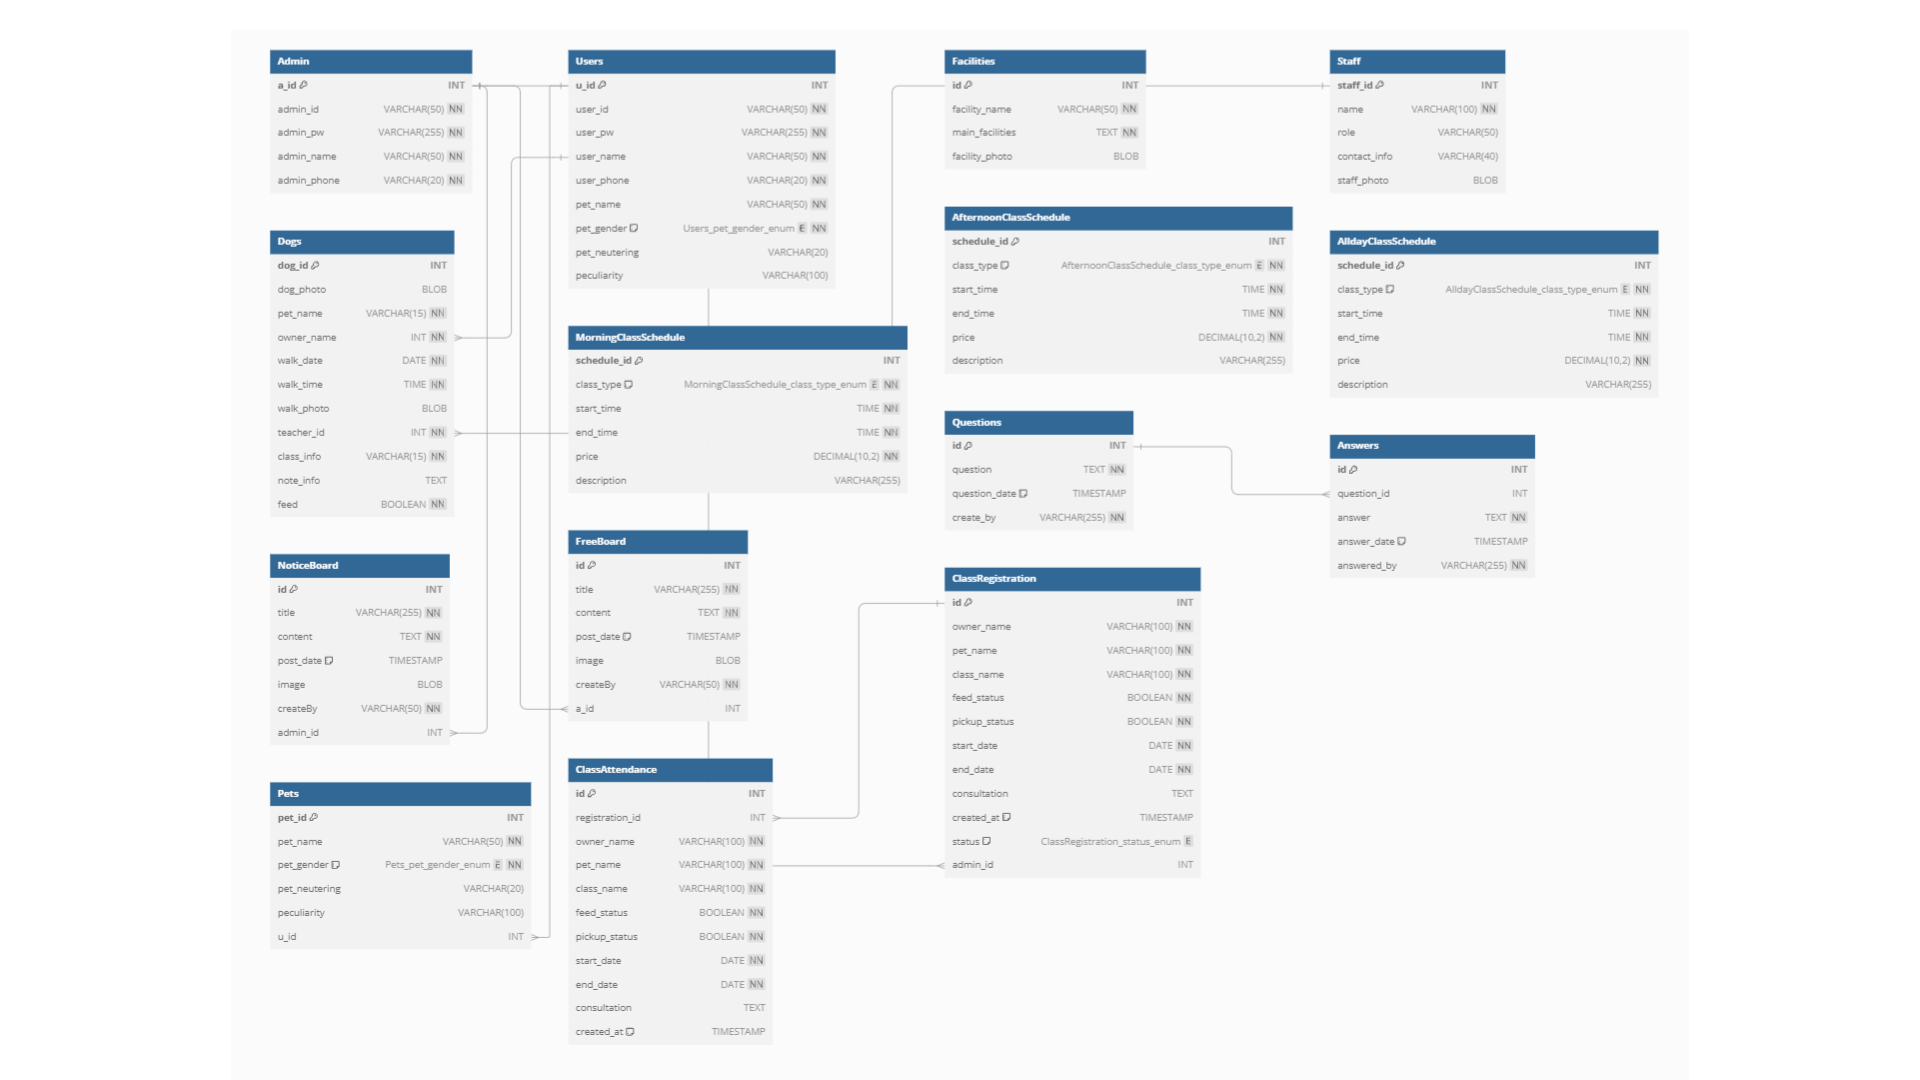 Admin
a_id INT
admin_id VARCHAR(50) NN
admin_pw VARCHAR(255) NN
admin_name VARCHAR(50) NN
admin_phone VARCHAR(20) NN
Dogs
dog_id INT
dog_photo BLOB
pet_name VARCHAR(15) NN
owner_name INT NN
walk_date DATE NN
walk_time TIME NN
walk_photo BLOB
teacher_id INT NN
class_info VARCHAR(15) NN
note_info TEXT
feed BOOLEAN NN
NoticeBoard
id INT
title VARCHAR(255) NN
content TEXT NN
post_date TIMESTAMP
image BLOB
createBy VARCHAR(50) NN
admin_id INT
Pets
pet_id INT
pet_name VARCHAR(50) NN
pet_gender Pets_pet_gender_enum E NN
pet_neutering VARCHAR(20)
peculiarity VARCHAR(100)
u_id INT
Users
u_id INT
user_id VARCHAR(50) NN
user_pw VARCHAR(255) NN
user_name VARCHAR(50) NN
user_phone VARCHAR(20) NN
pet_name VARCHAR(50) NN
pet_gender Users_pet_gender_enum E NN
pet_neutering VARCHAR(20)
peculiarity VARCHAR(100)
MorningClassSchedule
schedule_id INT
class_type MorningClassSchedule_class_type_enum E NN
start_time TIME NN
end_time TIME NN
price DECIMAL(10,2) NN
description VARCHAR(255)
FreeBoard
id INT
title VARCHAR(255) NN
content TEXT NN
post_date TIMESTAMP
image BLOB
createBy VARCHAR(50) NN
a_id INT
ClassAttendance
id INT
registration_id INT
owner_name VARCHAR(100) NN
pet_name VARCHAR(100) NN
class_name VARCHAR(100) NN
feed_status BOOLEAN NN
pickup_status BOOLEAN NN
start_date DATE NN
end_date DATE NN
consultation TEXT
created_at TIMESTAMP
Facilities
id INT
facility_name VARCHAR(50) NN
main_facilities TEXT NN
facility_photo BLOB
AfternoonClassSchedule
schedule_id INT
class_type AfternoonClassSchedule_class_type_enum E NN
start_time TIME NN
end_time TIME NN
price DECIMAL(10,2) NN
description VARCHAR(255)
Questions
id INT
question TEXT NN
question_date TIMESTAMP
create_by VARCHAR(255) NN
ClassRegistration
id INT
owner_name VARCHAR(100) NN
pet_name VARCHAR(100) NN
class_name VARCHAR(100) NN
feed_status BOOLEAN NN
pickup_status BOOLEAN NN
start_date DATE NN
end_date DATE NN
consultation TEXT
created_at TIMESTAMP
status ClassRegistration_status_enum E
admin_id INT
Staff
staff_id INT
name VARCHAR(100) NN
role VARCHAR(50)
contact_info VARCHAR(40)
staff_photo BLOB
AlldayClassSchedule
schedule_id INT
class_type AlldayClassSchedule_class_type_enum E NN
start_time TIME NN
end_time TIME NN
price DECIMAL(10,2) NN
description VARCHAR(255)
Answers
id INT
question_id INT
answer TEXT NN
answer_date TIMESTAMP
answered_by VARCHAR(255) NN